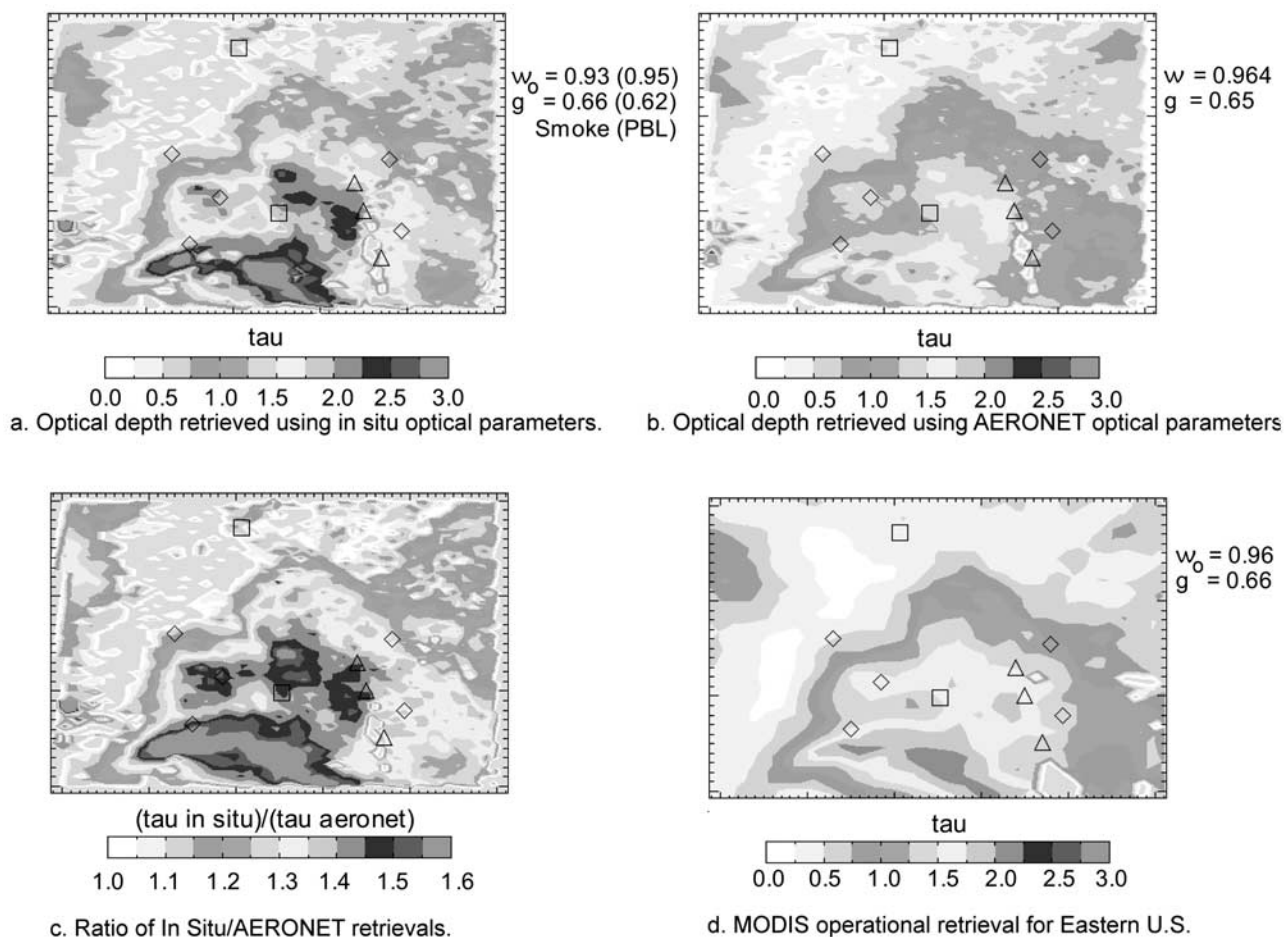 w₀ = 0.93 (0.95)
g = 0.66 (0.62)
Smoke (PBL)
tau
0.0 0.5 1.0 1.5 2.0 2.5 3.0
a. Optical depth retrieved using in situ optical parameters.
w = 0.964
g = 0.65
tau
0.0 0.5 1.0 1.5 2.0 2.5 3.0
b. Optical depth retrieved using AERONET optical parameters
(tau in situ)/(tau aeronet)
1.0 1.1 1.2 1.3 1.4 1.5 1.6
c. Ratio of In Situ/AERONET retrievals.
w₀ = 0.96
g = 0.66
tau
0.0 0.5 1.0 1.5 2.0 2.5 3.0
d. MODIS operational retrieval for Eastern U.S.